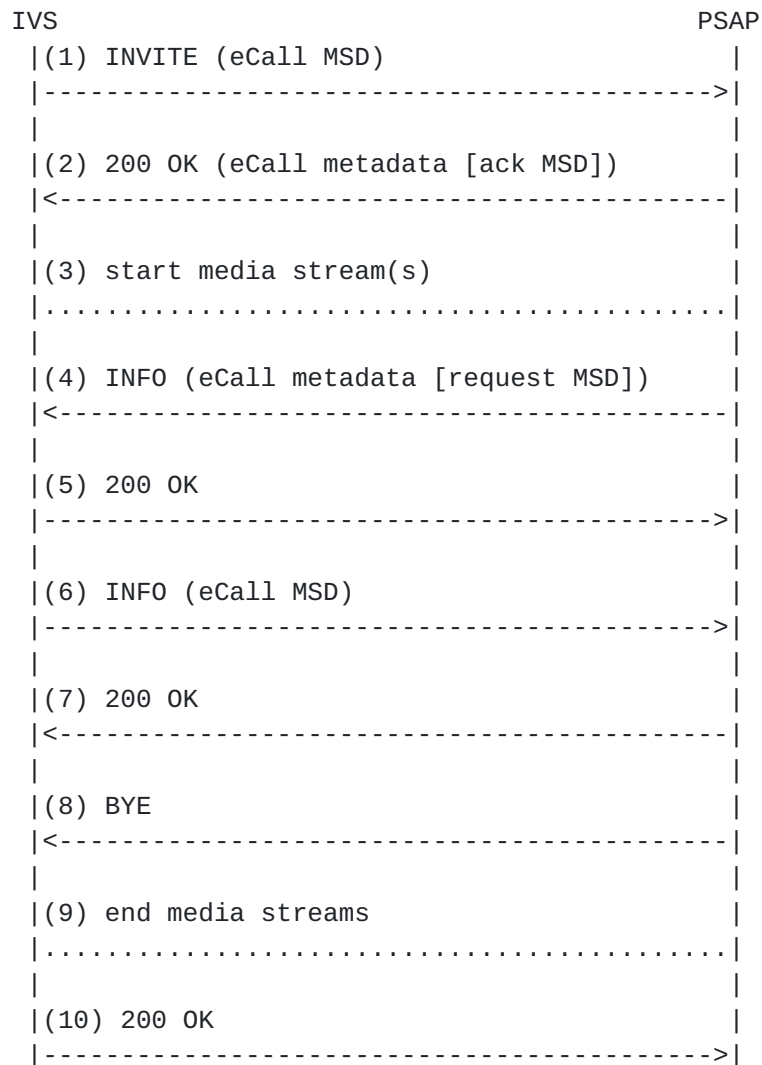 IVS PSAP
(1) INVITE (eCall MSD)
(2) 200 OK (eCall metadata [ack MSD])
(3) start media stream(s)
(4) INFO (eCall metadata [request MSD])
(5) 200 OK
(6) INFO (eCall MSD)
(7) 200 OK
(8) BYE
(9) end media streams
(10) 200 OK